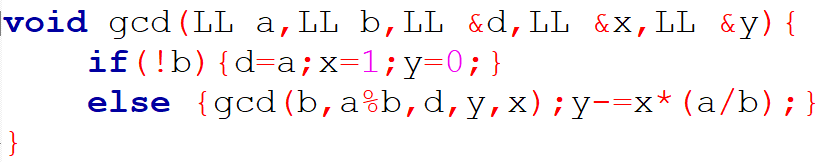 void gcd(LL a,LL b,LL &d,LL &x,LL &y){
    if(!b){d=a;x=1;y=0;}
    else {gcd(b,a%b,d,y,x);y-=x*(a/b);}
}